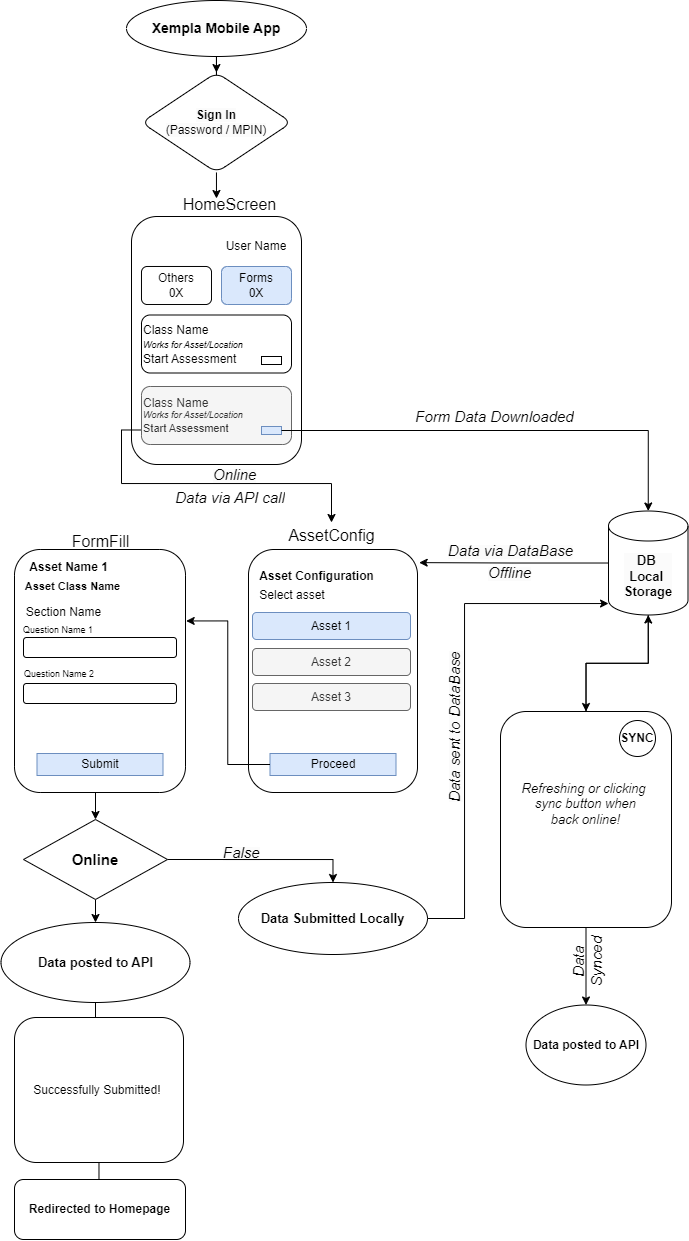 Xempla Mobile App
Sign In
(Password / MPIN)
HomeScreen
User Name
Others
0X
Forms
0X
Class Name
Works for Asset/Location
Start Assessment
Class Name
Works for Asset/Location
Start Assessment
Form Data Downloaded
Online
Data via API call
AssetConfig
FormFill
Asset Name 1
Asset Class Name
Section Name
Question Name 1
Question Name 2
Submit
Asset Configuration
Select asset
Asset 1
Asset 2
Asset 3
Proceed
Data via DataBase
Offline
DB
Local
Storage
Data sent to DataBase
SYNC
Refreshing or clicking
sync button when
back online!
Online
False
Data Submitted Locally
Data posted to API
Data
Synced
Data posted to API
Successfully Submitted!
Redirected to Homepage